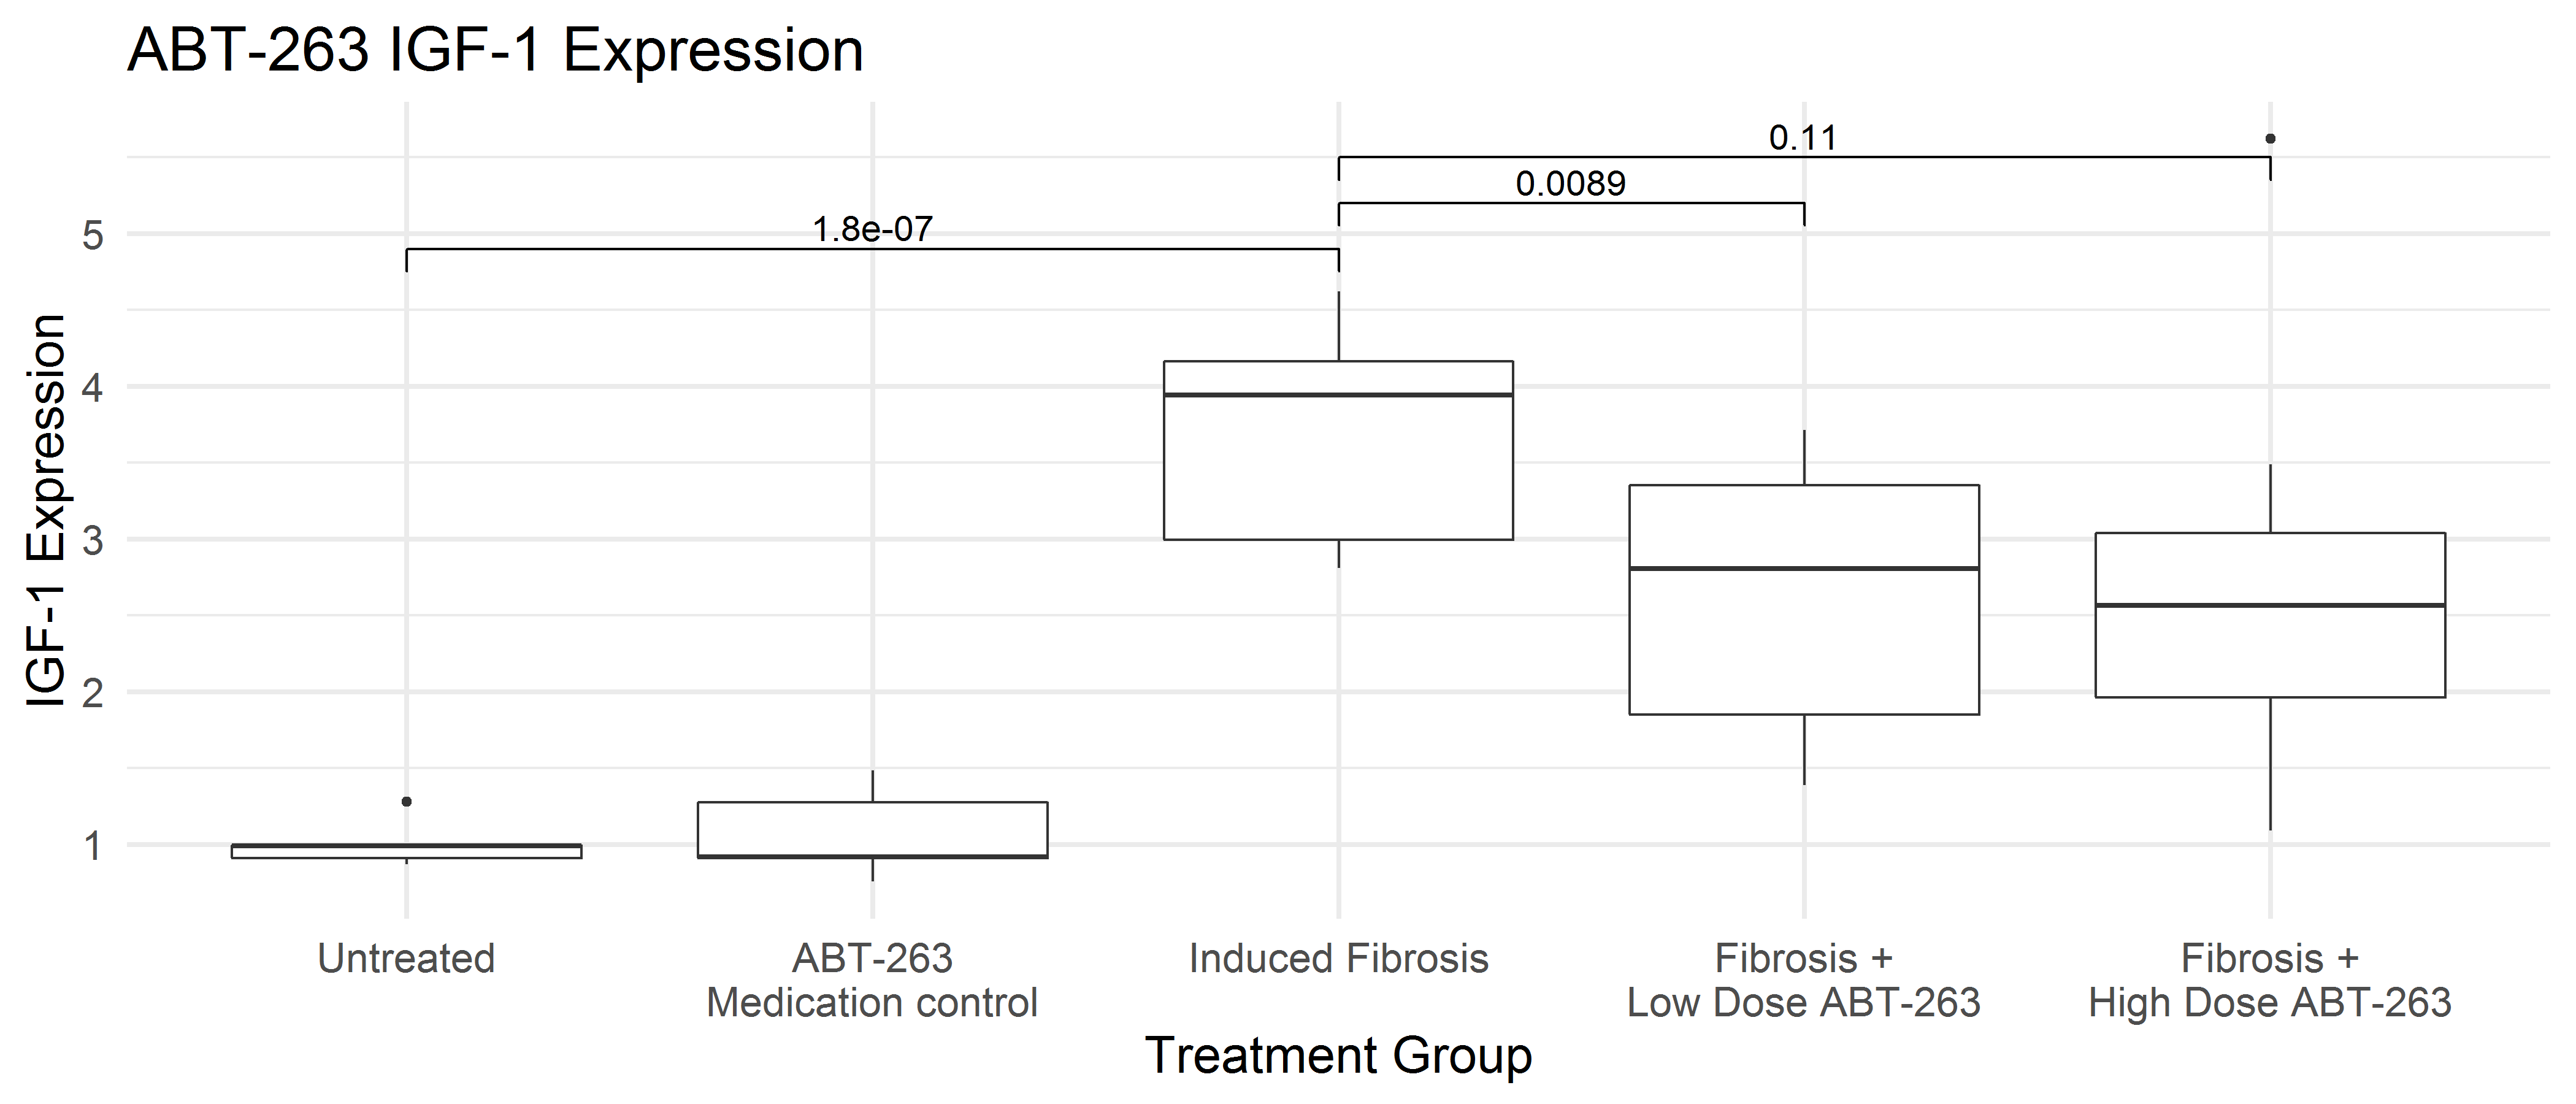 ABT-263 IGF-1 Expression
0.11
0.0089
1.8e-07
IGF-1 Expression
5
4
3
2
1
Untreated
ABT-263
Medication control
Induced Fibrosis
Fibrosis +
Low Dose ABT-263
Fibrosis +
High Dose ABT-263
Treatment Group